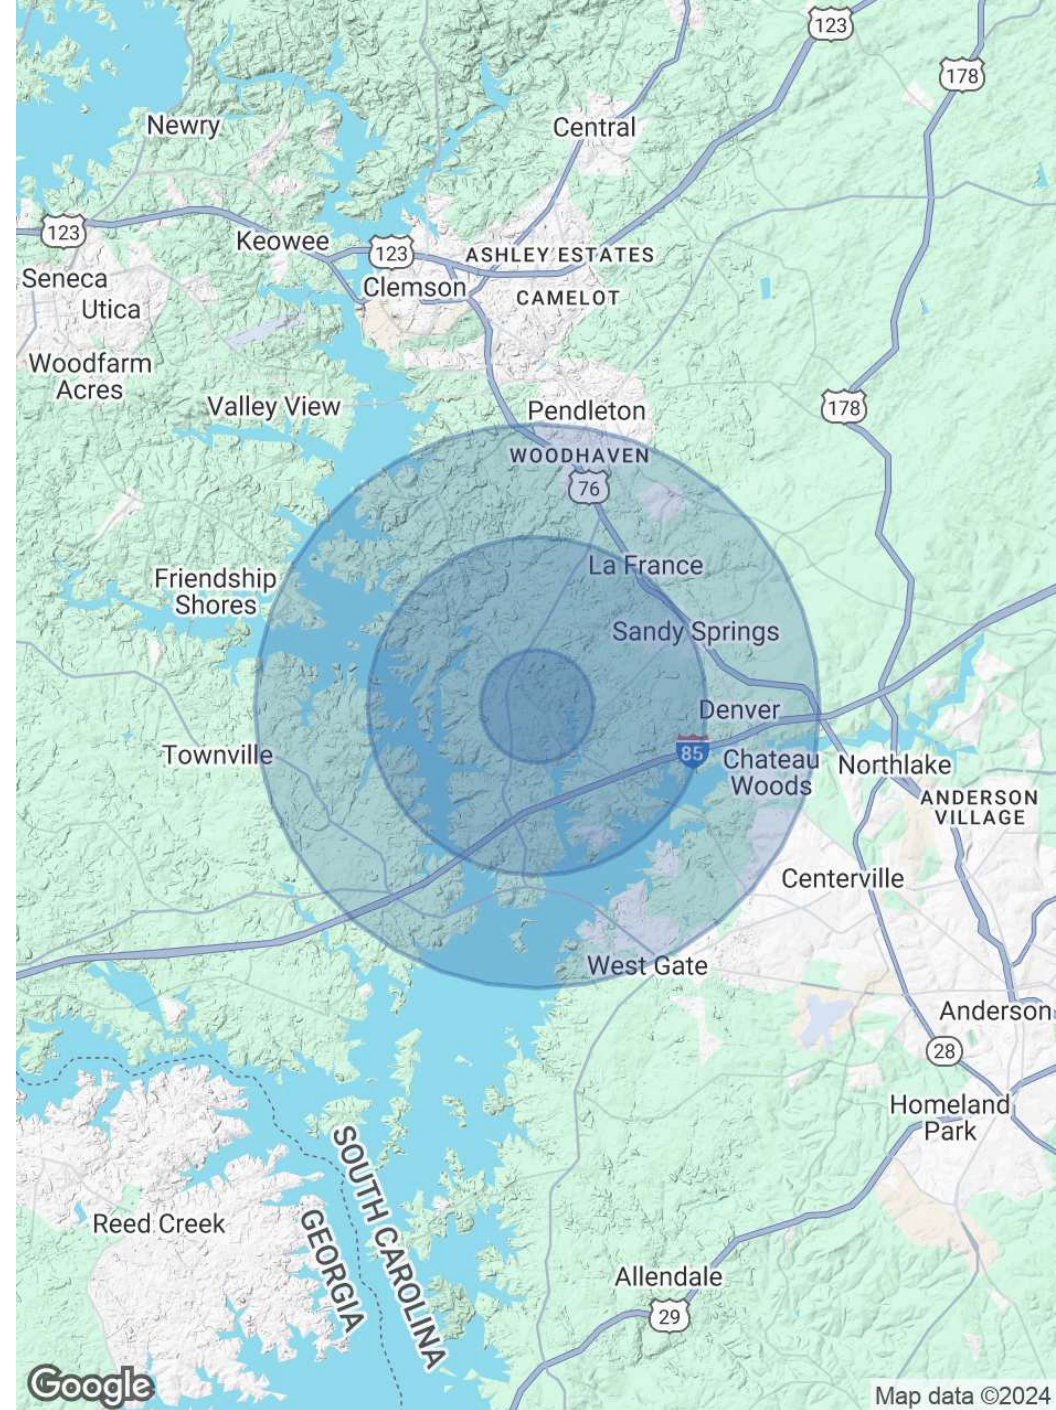 123
178
Newry
Central
123
Keowee
123
ASHLEY ESTATES
Seneca
Clemson
CAMELOT
Utica
Woodfarm
Acres
Valley View
Pendleton
178
WOODHAVEN
76
La France
Friendship
Shores
Sandy Springs
Denver
Townville
85
Chateau
Woods
Northlake
ANDERSON
VILLAGE
Centerville
West Gate
Anderson
28
Homeland
Park
SOUTH CAROLINA
GEORGIA
Reed Creek
Allendale
29
Google
Map data ©2024